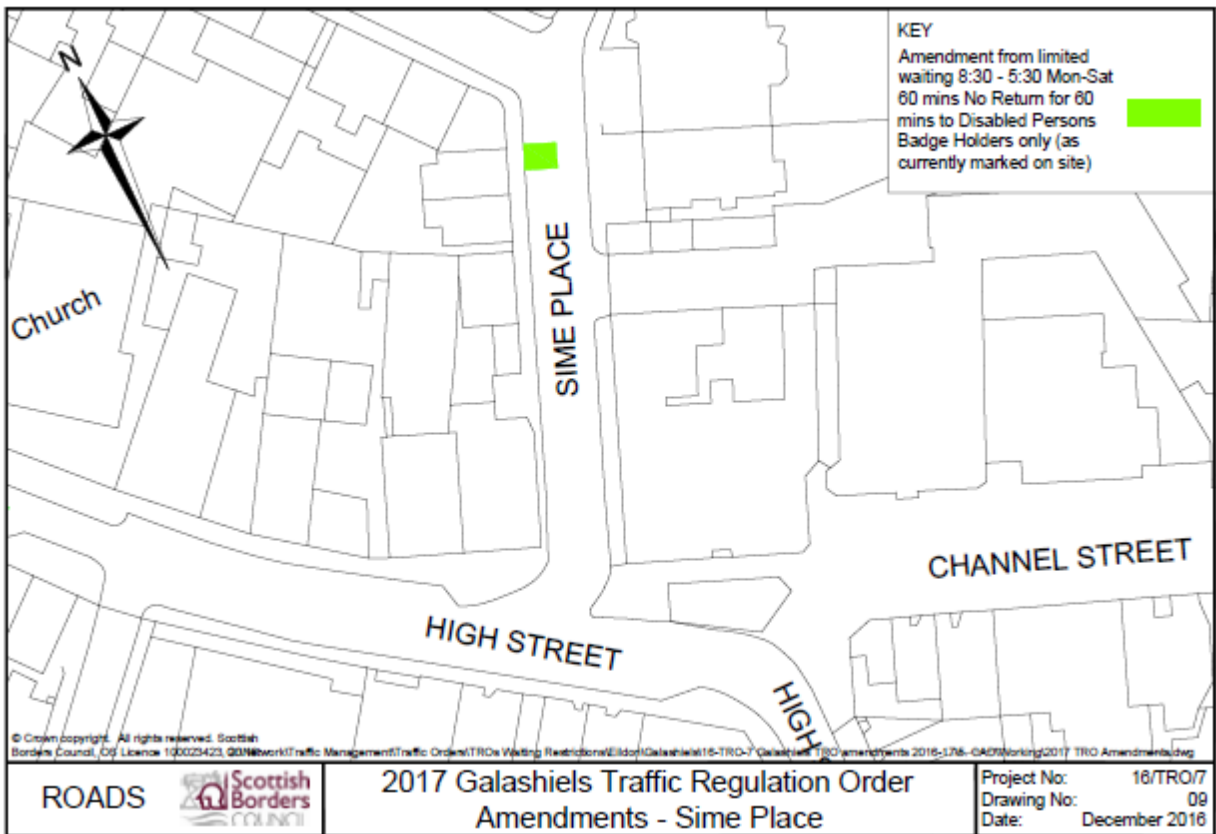 KEY
Amendment from limited
waiting 8:30 - 5:30 Mon-Sat
60 mins No Return for 60
mins to Disabled Persons
Badge Holders only (as
currently marked on site)
N
Church
SIME PLACE
CHANNEL STREET
HIGH STREET
HIGH
© Crown copyright. All rights reserved. Scottish
Borders Council, OS Licence 100023423,
ROADS
Scottish
Borders
COUNCIL
2017 Galashiels Traffic Regulation Order
Amendments - Sime Place
Project No: 16/TRO/7
Drawing No: 09
Date: December 2016